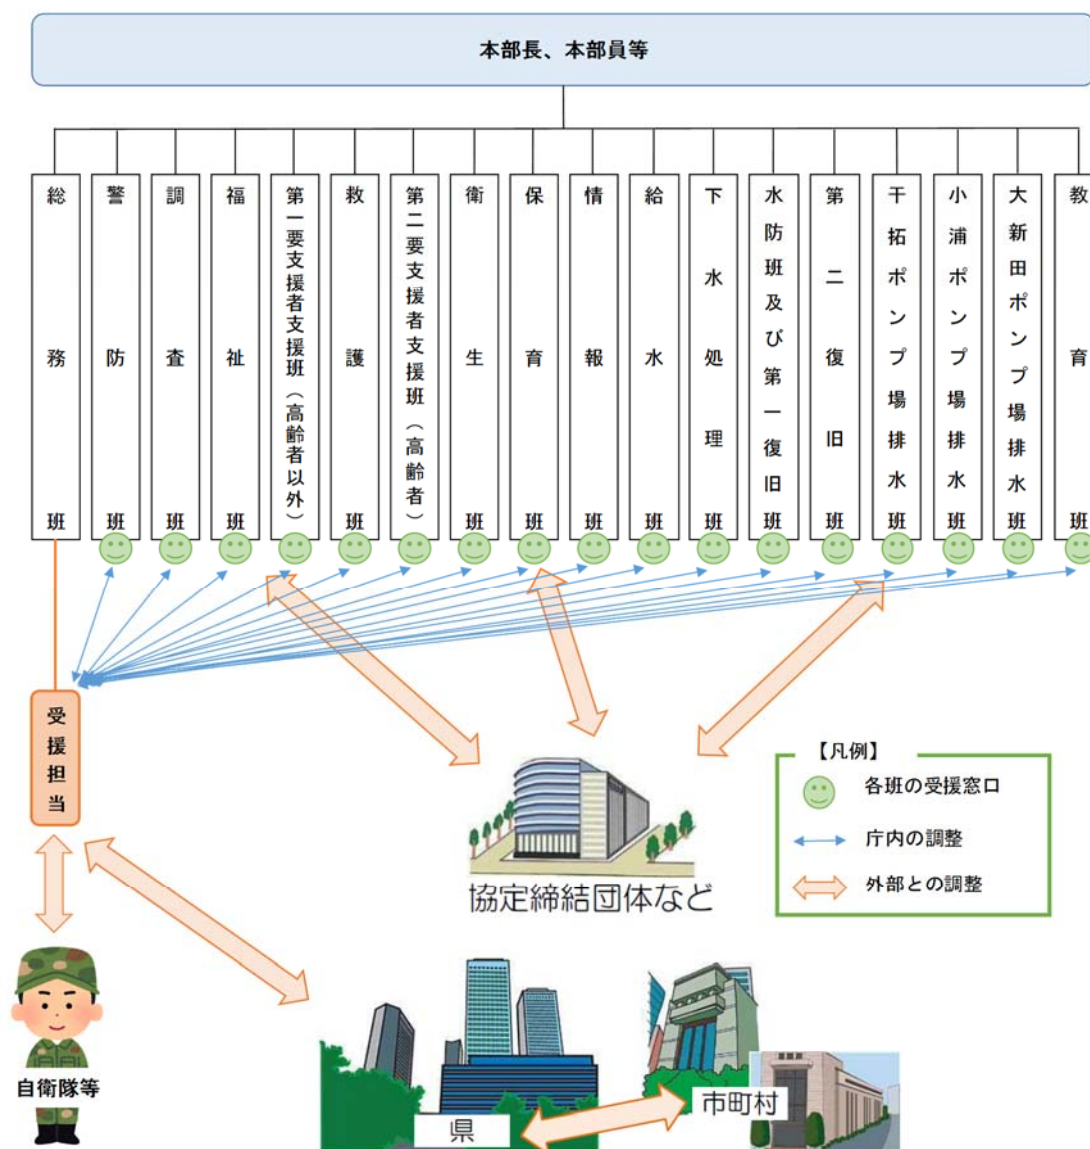 本部長、本部員等
総務班
警防班
調査班
福祉班
第一要支援者支援班（高齢者以外）
救護班
第二要支援者支援班（高齢者）
衛生班
保育班
情報班
給水班
下水処理班
水防班及び第一復旧班
第二復旧班
干拓ポンプ場排水班
小浦ポンプ場排水班
大新田ポンプ場排水班
教育班
受援担当
【凡例】
各班の受援窓口
庁内の調整
外部との調整
協定締結団体など
自衛隊等
県
市町村